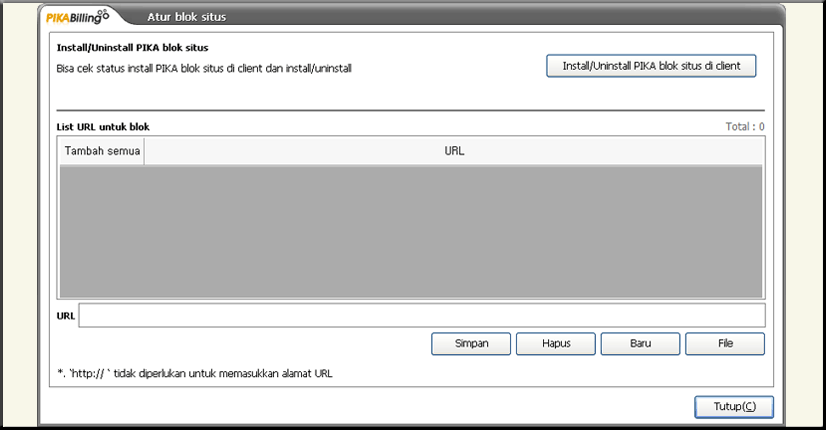 PIKABilling Atur blok situs
Install/Uninstall PIKA blok situs
Bisa cek status install PIKA blok situs di client dan install/uninstall
Install/Uninstall PIKA blok situs di client
List URL untuk blok Total : 0
Tambah semua URL
URL
Simpan Hapus Baru File
*. `http:// ` tidak diperlukan untuk memasukkan alamat URL
Tutup(C)